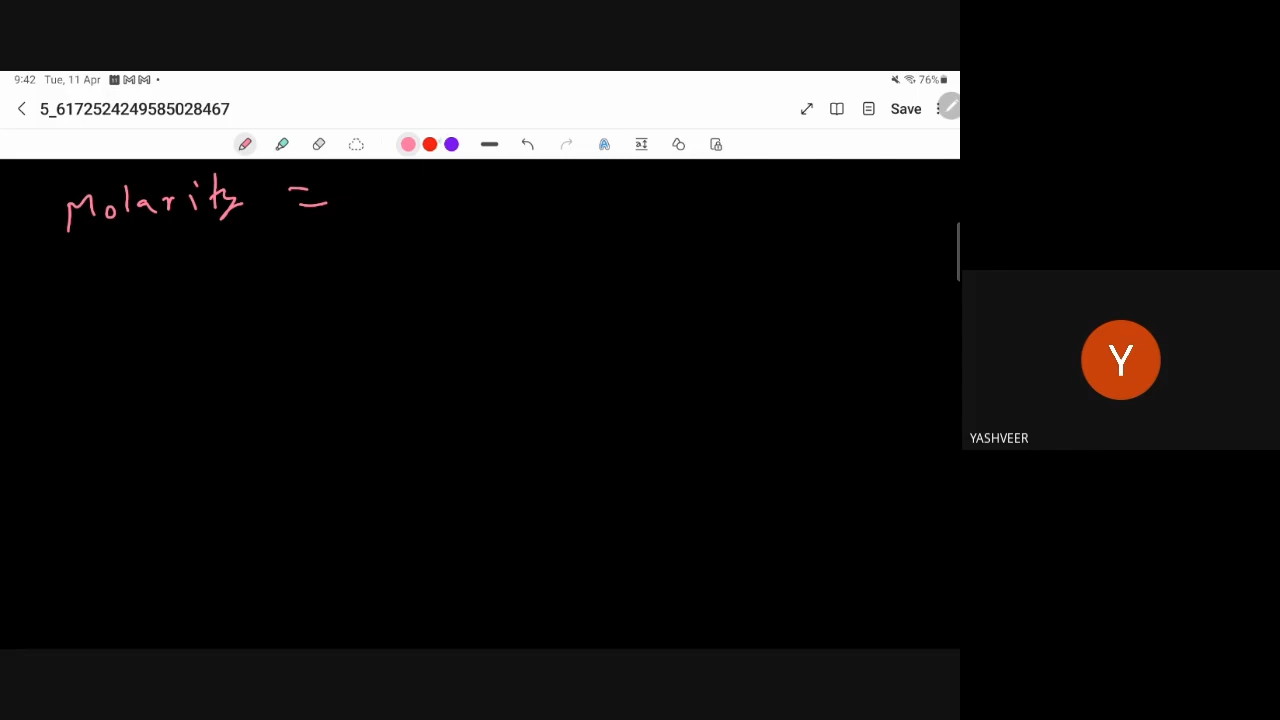 9:42 Tue, 11 Apr 76%
5_6172524249585028467 Save
Molarity =
Y
YASHVEER